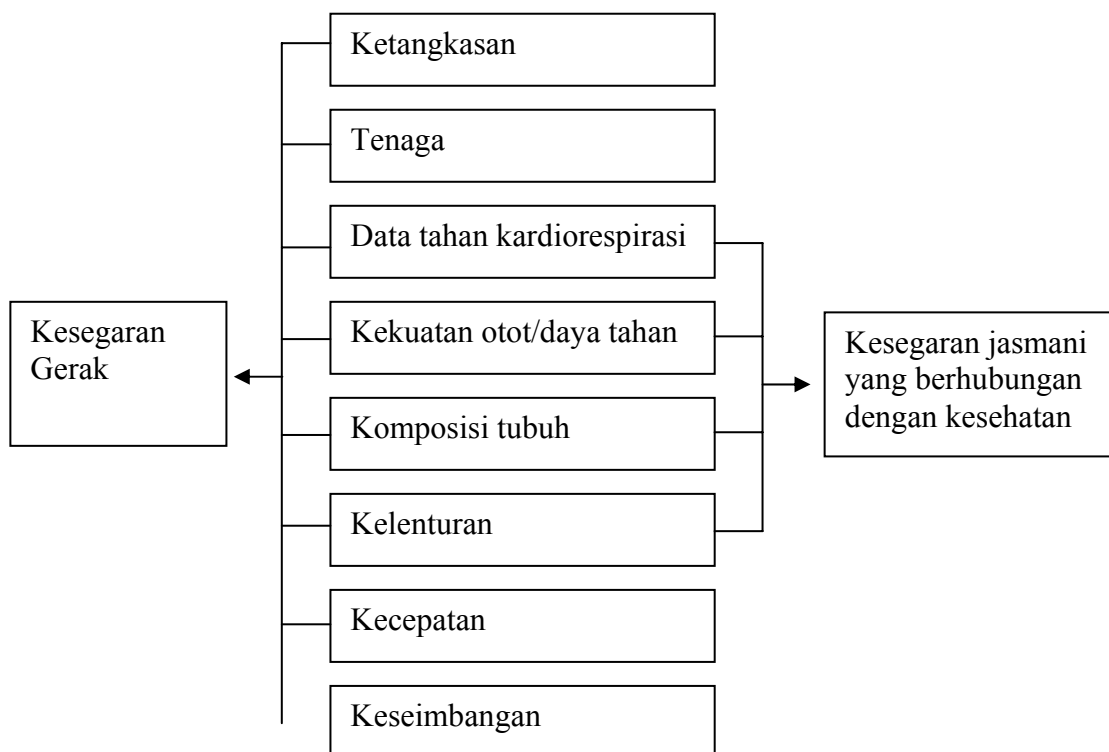 Ketangkasan
Tenaga
Data tahan kardiorespirasi
Kesegaran
Gerak
Kekuatan otot/daya tahan
Kesegaran jasmani
yang berhubungan
dengan kesehatan
Komposisi tubuh
Kelenturan
Kecepatan
Keseimbangan